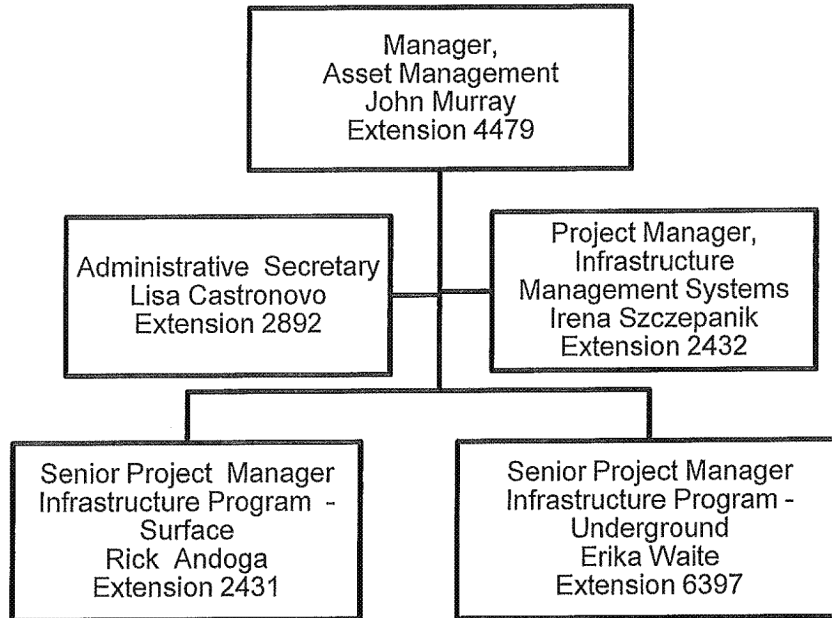 Manager,
Asset Management
John Murray
Extension 4479
Administrative Secretary
Lisa Castronovo
Extension 2892
Project Manager,
Infrastructure
Management Systems
Irena Szczepanik
Extension 2432
Senior Project Manager
Infrastructure Program -
Surface
Rick Andoga
Extension 2431
Senior Project Manager
Infrastructure Program -
Underground
Erika Waite
Extension 6397